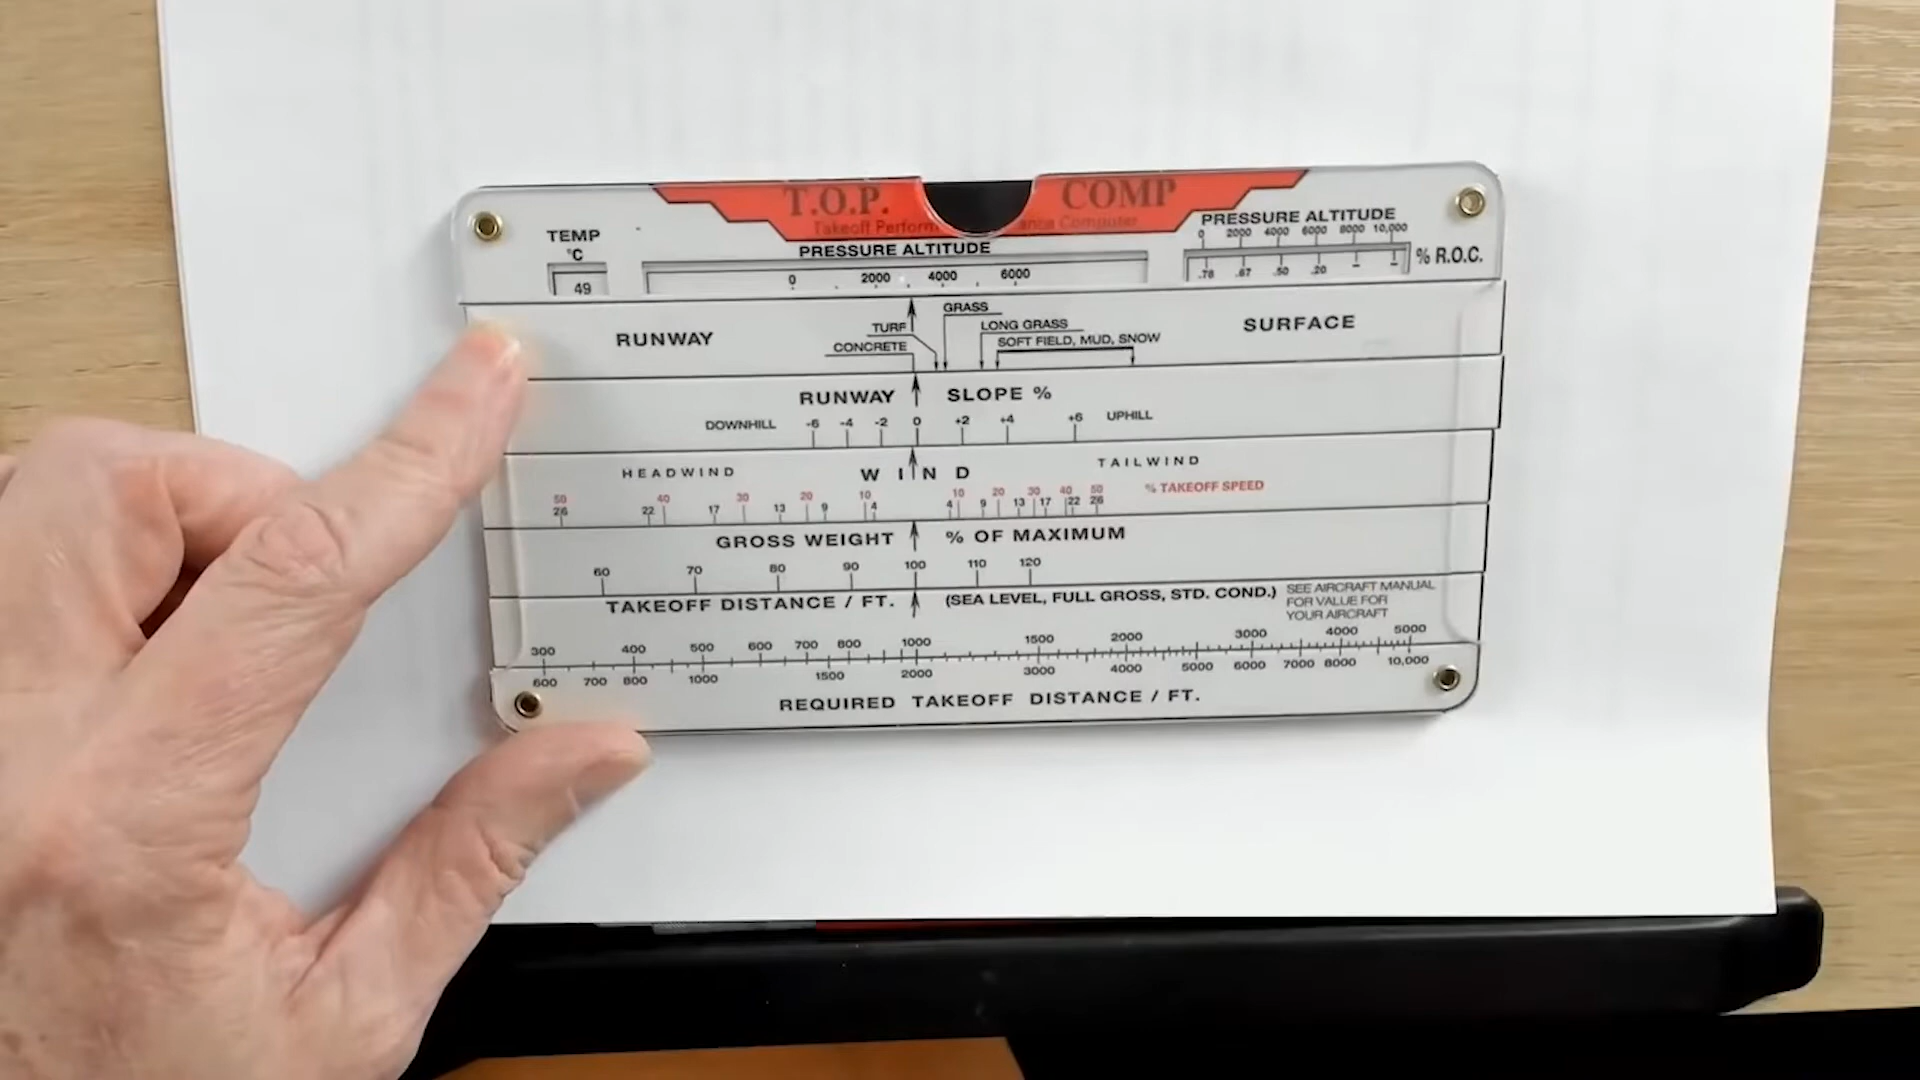 T.O.P. COMP
Takeoff Perform ance Computer
TEMP
°C
49
PRESSURE ALTITUDE
0 2000 4000 6000
PRESSURE ALTITUDE
0 2000 4000 6000 8000 10,000
.78 .67 .50 .20 – –
% R.O.C.
RUNWAY SURFACE
GRASS
TURF LONG GRASS
CONCRETE SOFT FIELD, MUD, SNOW
RUNWAY SLOPE %
DOWNHILL -6 -4 -2 0 +2 +4 +6 UPHILL
HEADWIND WIND TAILWIND
50 40 30 20 10 10 20 30 40 50 % TAKEOFF SPEED
26 22 17 13 9 4 4 9 13 17 22 26
GROSS WEIGHT % OF MAXIMUM
60 70 80 90 100 110 120
TAKEOFF DISTANCE / FT. (SEA LEVEL, FULL GROSS, STD. COND.)
SEE AIRCRAFT MANUAL
FOR VALUE FOR
YOUR AIRCRAFT
300 400 500 600 700 800 1000 1500 2000 3000 4000 5000
600 700 800 1000 1500 2000 3000 4000 5000 6000 7000 8000 10,000
REQUIRED TAKEOFF DISTANCE / FT.